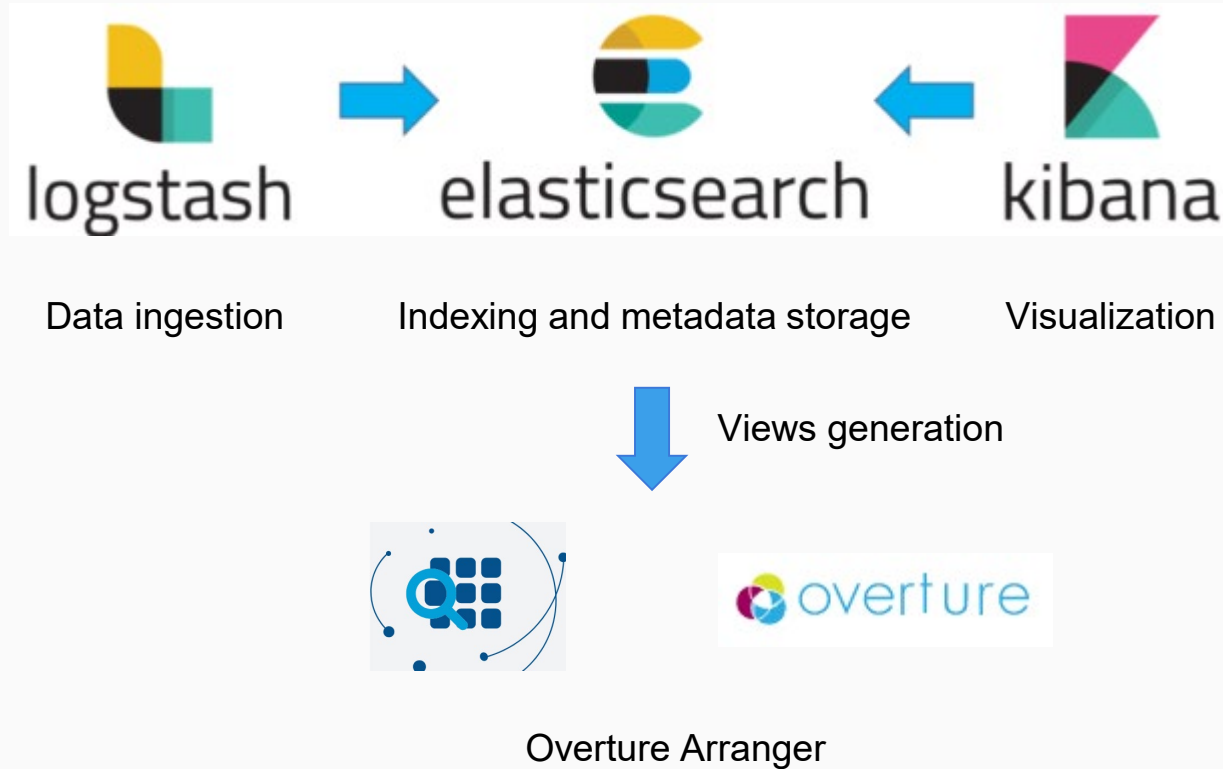 logstash
elasticsearch
kibana
Data ingestion
Indexing and metadata storage
Visualization
Views generation
overture
Overture Arranger